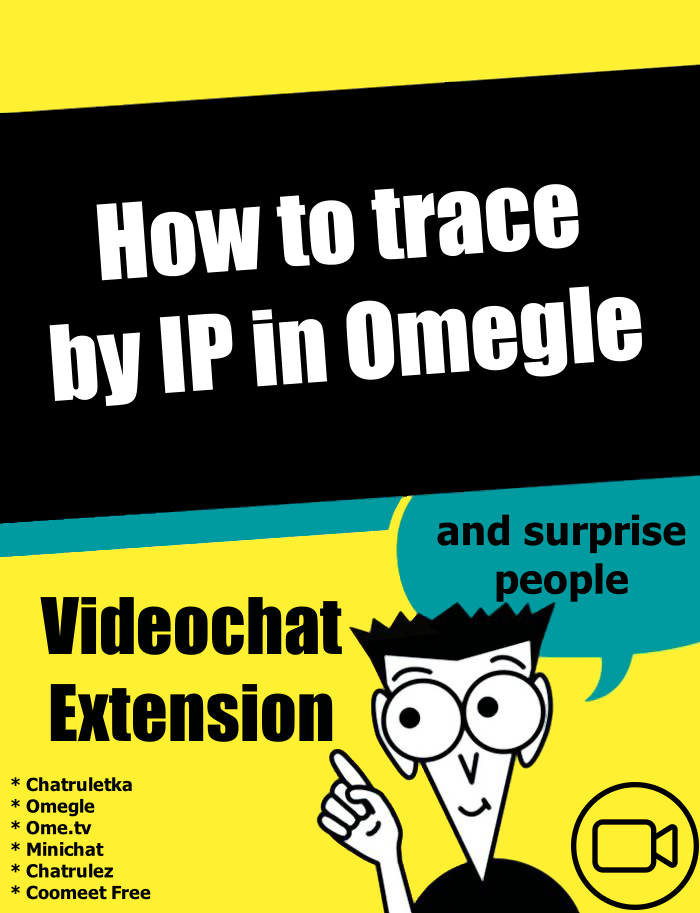 How to trace
by IP in Omegle
and surprise
people
Videochat
Extension
* Chatruletka
* Omegle
* Ome.tv
* Minichat
* Chatrulez
* Coomeet Free